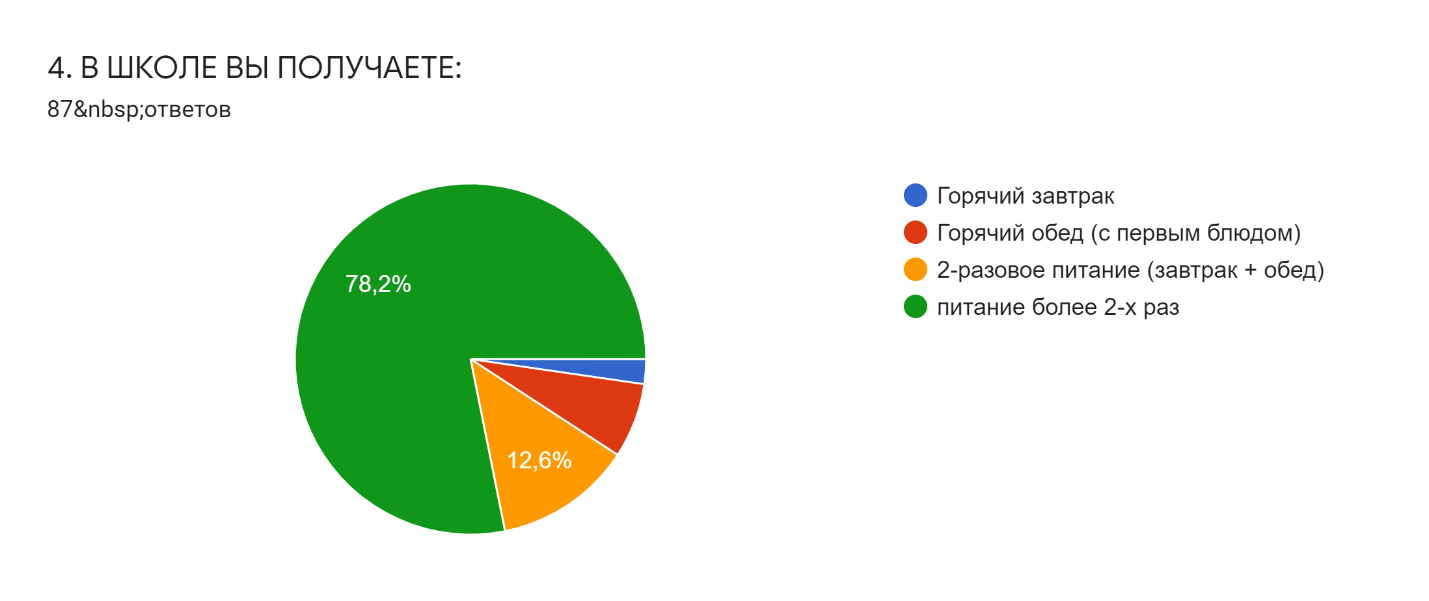 4. В ШКОЛЕ ВЫ ПОЛУЧАЕТЕ:
87&nbsp;ответов
Горячий завтрак
Горячий обед (с первым блюдом)
2-разовое питание (завтрак + обед)
питание более 2-х раз
78,2%
12,6%